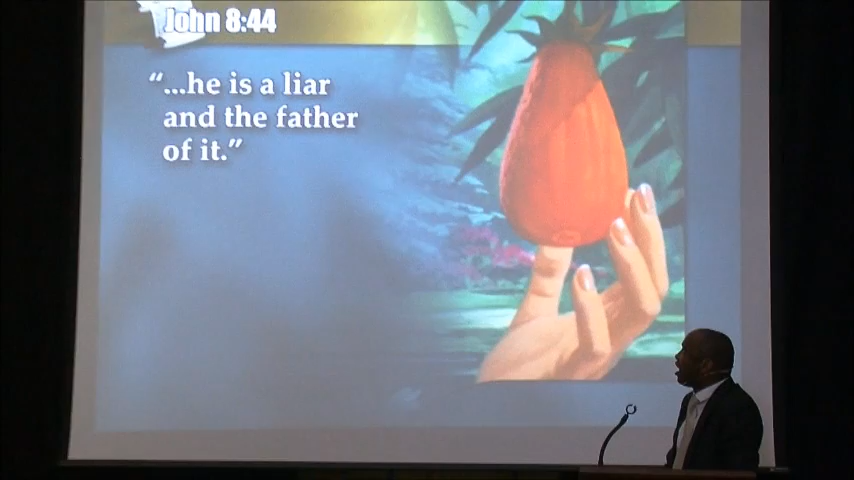 John 8:44
“...he is a liar
and the father
of it.”